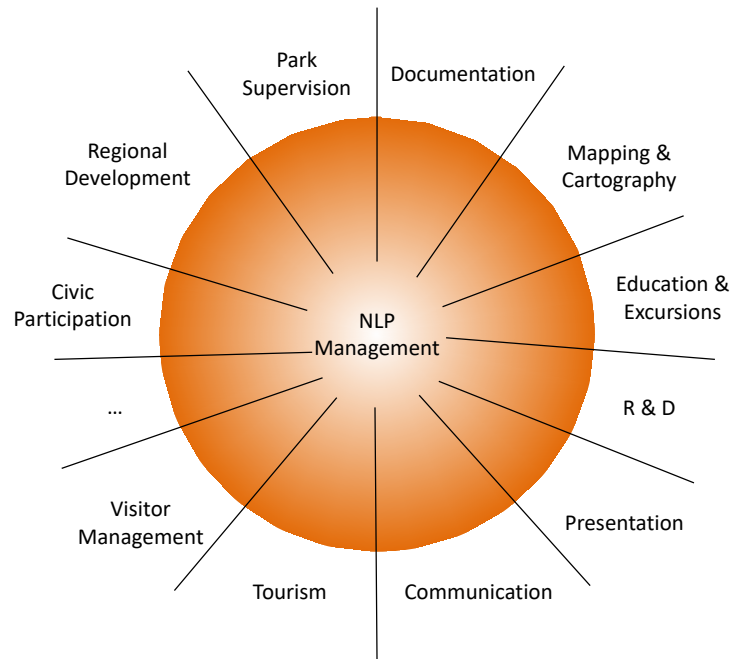 Park
Supervision
Documentation
Regional
Development
Mapping &
Cartography
Civic
Participation
NLP
Management
Education &
Excursions
…
R & D
Visitor
Management
Presentation
Tourism
Communication